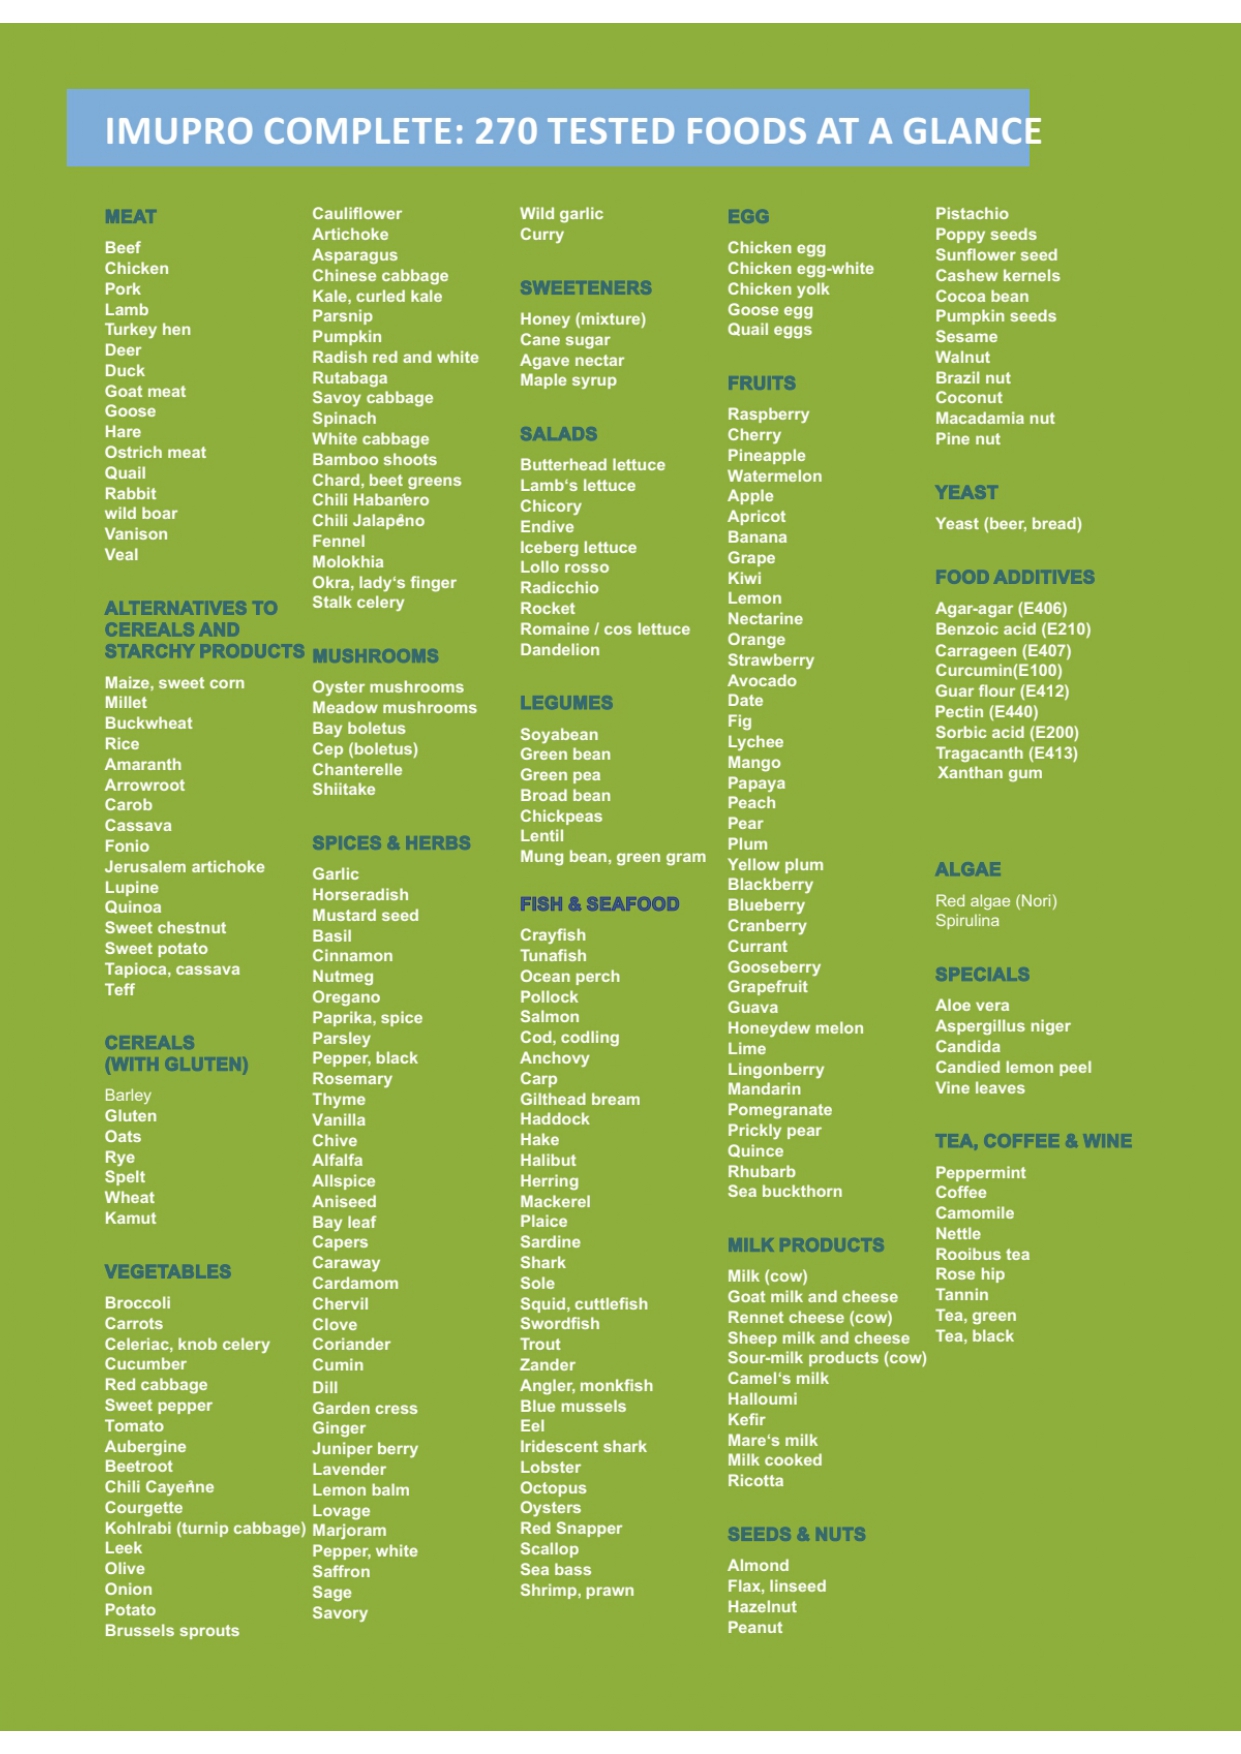 IMUPRO COMPLETE: 270 TESTED FOODS AT A GLANCE
MEAT
Beef
Chicken
Pork
Lamb
Turkey hen
Deer
Duck
Goat meat
Goose
Hare
Ostrich meat
Quail
Rabbit
wild boar
Vanison
Veal
ALTERNATIVES TO
CEREALS AND
STARCHY PRODUCTS
Maize, sweet corn
Millet
Buckwheat
Rice
Amaranth
Arrowroot
Carob
Cassava
Fonio
Jerusalem artichoke
Lupine
Quinoa
Sweet chestnut
Sweet potato
Tapioca, cassava
Teff
CEREALS
(WITH GLUTEN)
Barley
Gluten
Oats
Rye
Spelt
Wheat
Kamut
VEGETABLES
Broccoli
Carrots
Celeriac, knob celery
Cucumber
Red cabbage
Sweet pepper
Tomato
Aubergine
Beetroot
Chili Cayenne
Courgette
Kohlrabi (turnip cabbage)
Leek
Olive
Onion
Potato
Brussels sprouts
Cauliflower
Artichoke
Asparagus
Chinese cabbage
Kale, curled kale
Parsnip
Pumpkin
Radish red and white
Rutabaga
Savoy cabbage
Spinach
White cabbage
Bamboo shoots
Chard, beet greens
Chili Habanero
Chili Jalapeno
Fennel
Molokhia
Okra, lady‘s finger
Stalk celery
MUSHROOMS
Oyster mushrooms
Meadow mushrooms
Bay boletus
Cep (boletus)
Chanterelle
Shiitake
SPICES & HERBS
Garlic
Horseradish
Mustard seed
Basil
Cinnamon
Nutmeg
Oregano
Paprika, spice
Parsley
Pepper, black
Rosemary
Thyme
Vanilla
Chive
Alfalfa
Allspice
Aniseed
Bay leaf
Capers
Caraway
Cardamom
Chervil
Clove
Coriander
Cumin
Dill
Garden cress
Ginger
Juniper berry
Lavender
Lemon balm
Lovage
Marjoram
Pepper, white
Saffron
Sage
Savory
Wild garlic
Curry
SWEETENERS
Honey (mixture)
Cane sugar
Agave nectar
Maple syrup
SALADS
Butterhead lettuce
Lamb‘s lettuce
Chicory
Endive
Iceberg lettuce
Lollo rosso
Radicchio
Rocket
Romaine / cos lettuce
Dandelion
LEGUMES
Soyabean
Green bean
Green pea
Broad bean
Chickpeas
Lentil
Mung bean, green gram
FISH & SEAFOOD
Crayfish
Tunafish
Ocean perch
Pollock
Salmon
Cod, codling
Anchovy
Carp
Gilthead bream
Haddock
Hake
Halibut
Herring
Mackerel
Plaice
Sardine
Shark
Sole
Squid, cuttlefish
Swordfish
Trout
Zander
Angler, monkfish
Blue mussels
Eel
Iridescent shark
Lobster
Octopus
Oysters
Red Snapper
Scallop
Sea bass
Shrimp, prawn
EGG
Chicken egg
Chicken egg-white
Chicken yolk
Goose egg
Quail eggs
FRUITS
Raspberry
Cherry
Pineapple
Watermelon
Apple
Apricot
Banana
Grape
Kiwi
Lemon
Nectarine
Orange
Strawberry
Avocado
Date
Fig
Lychee
Mango
Papaya
Peach
Pear
Plum
Yellow plum
Blackberry
Blueberry
Cranberry
Currant
Gooseberry
Grapefruit
Guava
Honeydew melon
Lime
Lingonberry
Mandarin
Pomegranate
Prickly pear
Quince
Rhubarb
Sea buckthorn
MILK PRODUCTS
Milk (cow)
Goat milk and cheese
Rennet cheese (cow)
Sheep milk and cheese
Sour-milk products (cow)
Camel‘s milk
Halloumi
Kefir
Mare‘s milk
Milk cooked
Ricotta
SEEDS & NUTS
Almond
Flax, linseed
Hazelnut
Peanut
Pistachio
Poppy seeds
Sunflower seed
Cashew kernels
Cocoa bean
Pumpkin seeds
Sesame
Walnut
Brazil nut
Coconut
Macadamia nut
Pine nut
YEAST
Yeast (beer, bread)
FOOD ADDITIVES
Agar-agar (E406)
Benzoic acid (E210)
Carrageen (E407)
Curcumin(E100)
Guar flour (E412)
Pectin (E440)
Sorbic acid (E200)
Tragacanth (E413)
Xanthan gum
ALGAE
Red algae (Nori)
Spirulina
SPECIALS
Aloe vera
Aspergillus niger
Candida
Candied lemon peel
Vine leaves
TEA, COFFEE & WINE
Peppermint
Coffee
Camomile
Nettle
Rooibus tea
Rose hip
Tannin
Tea, green
Tea, black